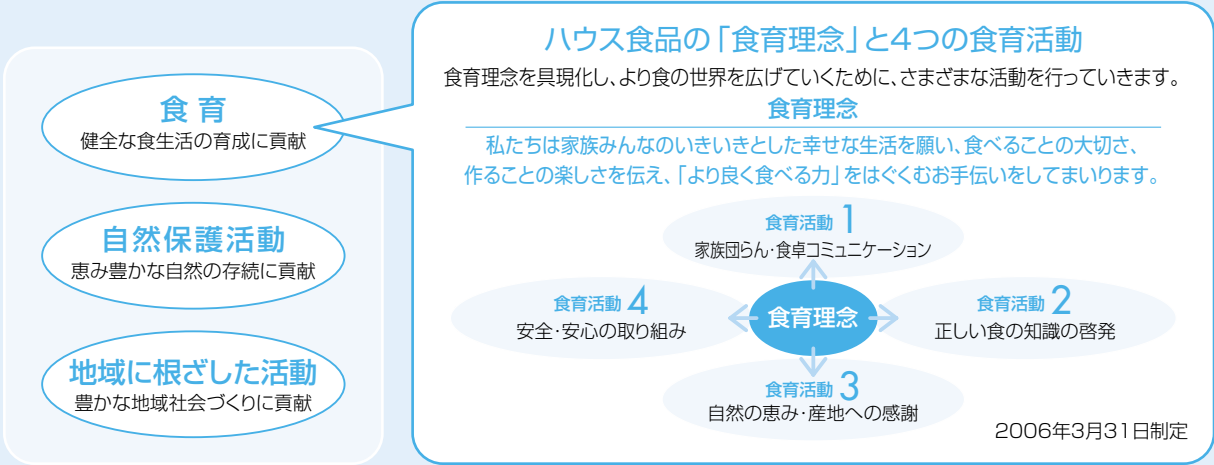 食育
健全な食生活の育成に貢献
自然保護活動
恵み豊かな自然の存続に貢献
地域に根ざした活動
豊かな地域社会づくりに貢献
ハウス食品の「食育理念」と4つの食育活動
食育理念を具現化し、より食の世界を広げていくために、さまざまな活動を行っていきます。
食育理念
私たちは家族みんなのいきいきとした幸せな生活を願い、食べることの大切さ、
作ることの楽しさを伝え、「より良く食べる力」をはぐくむお手伝いをしてまいります。
食育活動 1
家族団らん・食卓コミュニケーション
食育活動 4
安全・安心の取り組み
食育理念
食育活動 2
正しい食の知識の啓発
食育活動 3
自然の恵み・産地への感謝
2006年3月31日制定